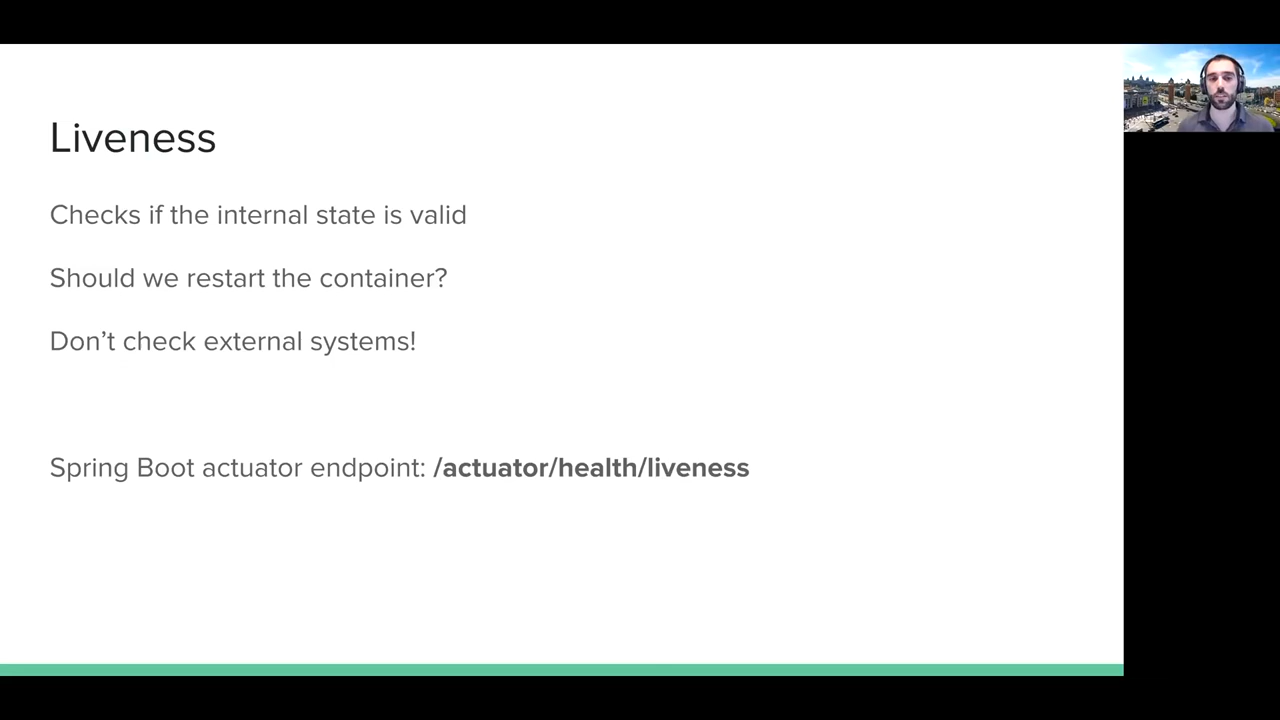 Liveness
Checks if the internal state is valid
Should we restart the container?
Don’t check external systems!
Spring Boot actuator endpoint: /actuator/health/liveness